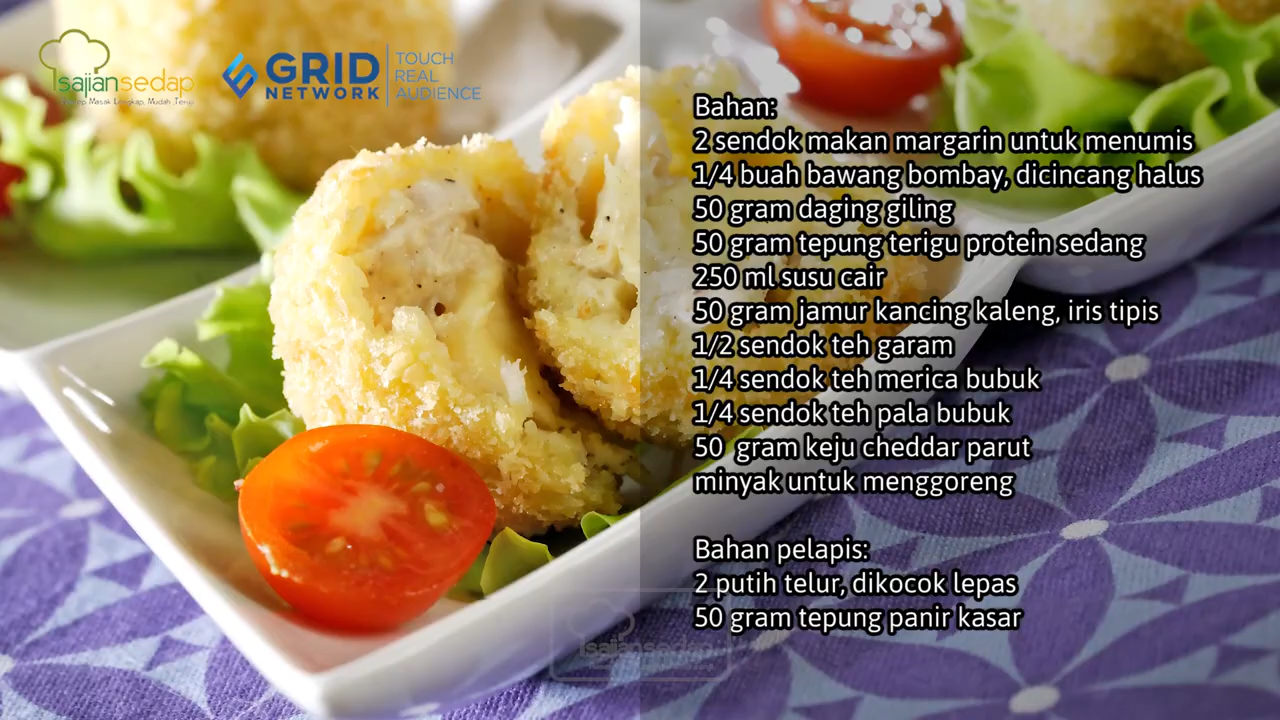 sajiansedap
GRID
NETWORK
TOUCH
REAL
AUDIENCE
Bahan:
2 sendok makan margarin untuk menumis
1/4 buah bawang bombay, dicincang halus
50 gram daging giling
50 gram tepung terigu protein sedang
250 ml susu cair
50 gram jamur kancing kaleng, iris tipis
1/2 sendok teh garam
1/4 sendok teh merica bubuk
1/4 sendok teh pala bubuk
50  gram keju cheddar parut
minyak untuk menggoreng
Bahan pelapis:
2 putih telur, dikocok lepas
50 gram tepung panir kasar
sajiansedap